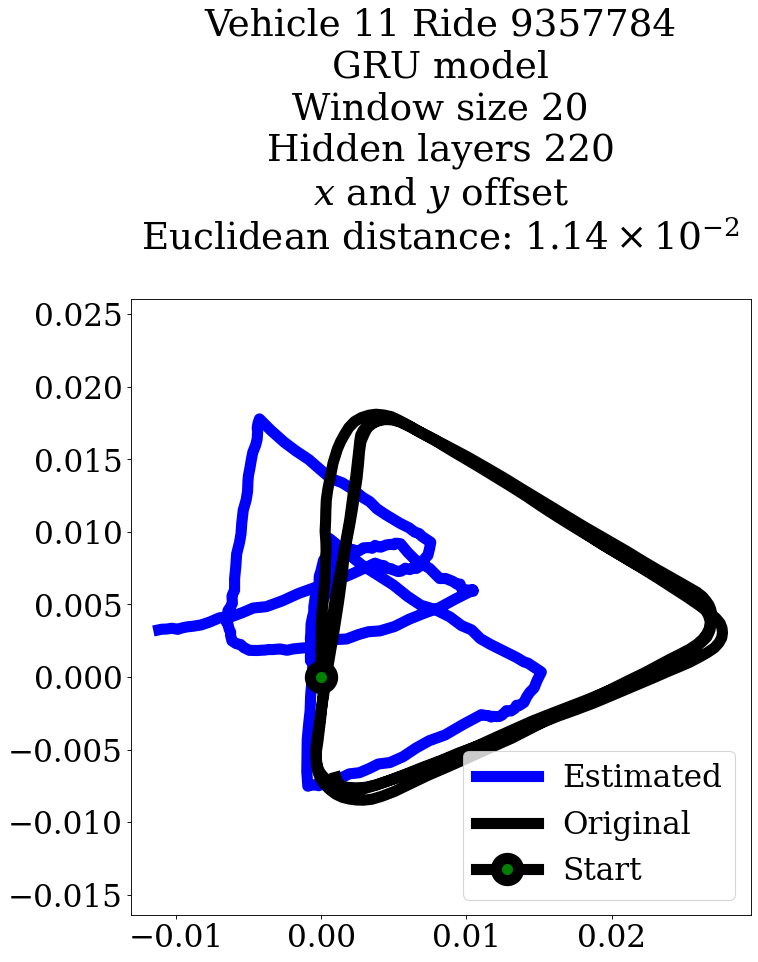 Vehicle 11 Ride 9357784
GRU model
Window size 20
Hidden layers 220
x and y offset
Euclidean distance: 1.14 × 10⁻²
0.025
0.020
0.015
0.010
0.005
0.000
−0.005
−0.010
−0.015
Estimated
Original
Start
−0.01 0.00 0.01 0.02